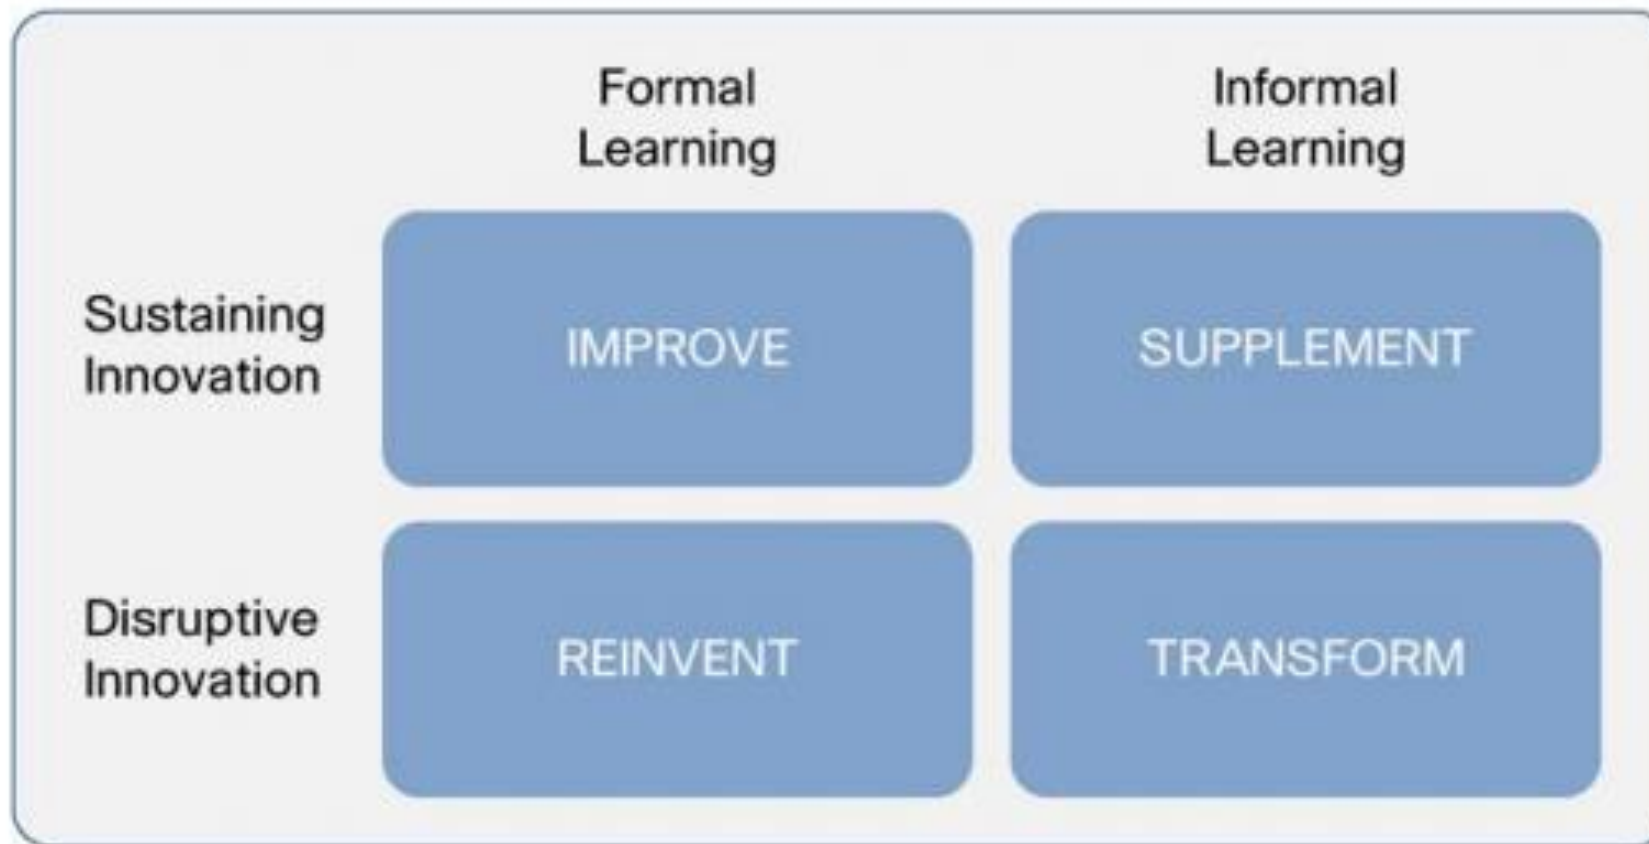 Formal
Learning
Informal
Learning
Sustaining
Innovation
IMPROVE
SUPPLEMENT
Disruptive
Innovation
REINVENT
TRANSFORM